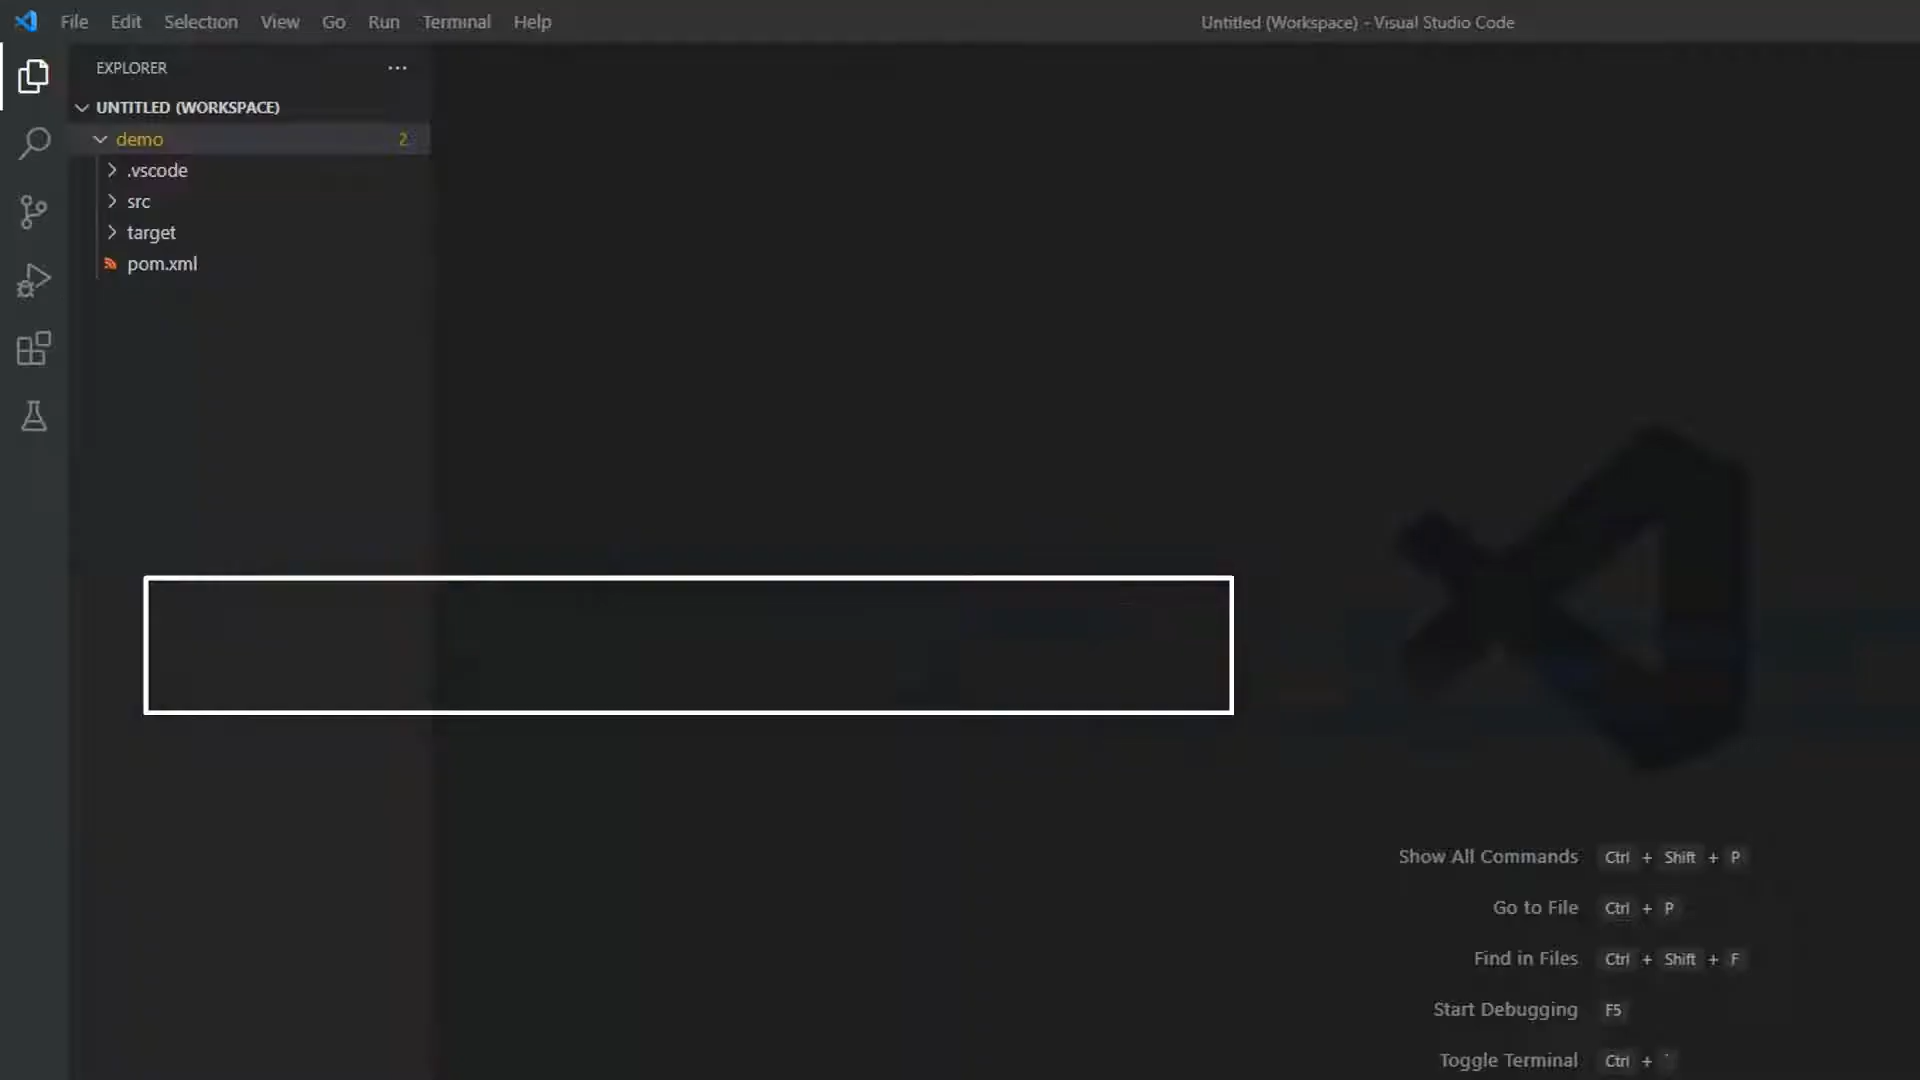 File Edit Selection View Go Run Terminal Help
Untitled (Workspace) - Visual Studio Code
EXPLORER
UNTITLED (WORKSPACE)
demo 2
.vscode
src
target
pom.xml
Show All Commands Ctrl + Shift + P
Go to File Ctrl + P
Find in Files Ctrl + Shift + F
Start Debugging F5
Toggle Terminal Ctrl + `